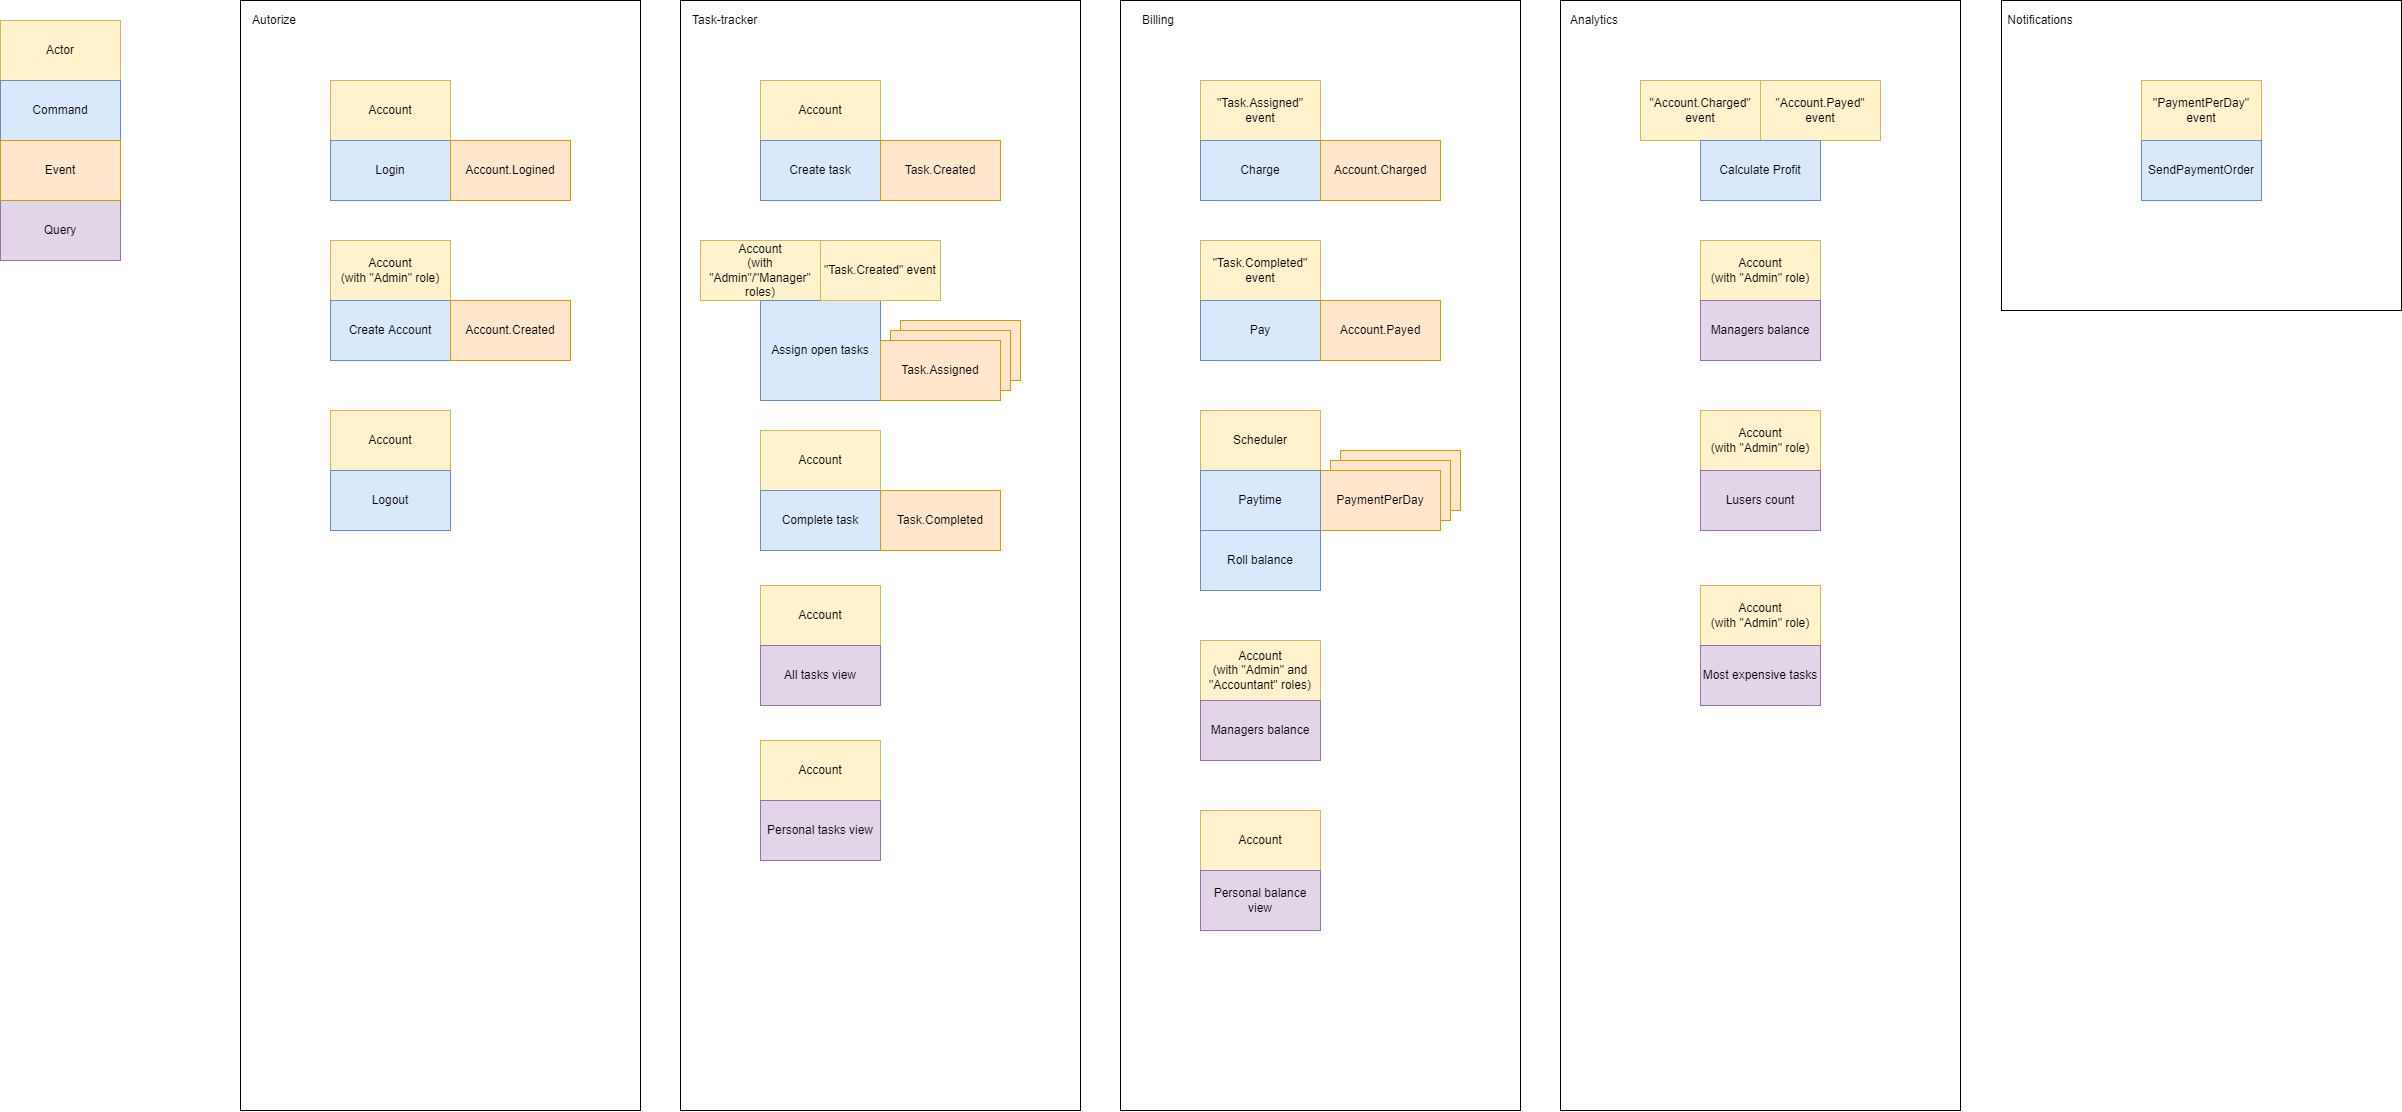 Actor
Command
Event
Query
Autorize
Account
Login
Account.Logined
Account
(with "Admin" role)
Create Account
Account.Created
Account
Logout
Task-tracker
Account
Create task
Task.Created
Account
(with
"Admin"/"Manager"
roles)
"Task.Created" event
Assign open tasks
Task.Assigned
Account
Complete task
Task.Completed
Account
All tasks view
Account
Personal tasks view
Billing
"Task.Assigned"
event
Charge
Account.Charged
"Task.Completed"
event
Pay
Account.Payed
Scheduler
Paytime
PaymentPerDay
Roll balance
Account
(with "Admin" and
"Accountant" roles)
Managers balance
Account
Personal balance
view
Analytics
"Account.Charged"
event
"Account.Payed"
event
Calculate Profit
Account
(with "Admin" role)
Managers balance
Account
(with "Admin" role)
Lusers count
Account
(with "Admin" role)
Most expensive tasks
Notifications
"PaymentPerDay"
event
SendPaymentOrder